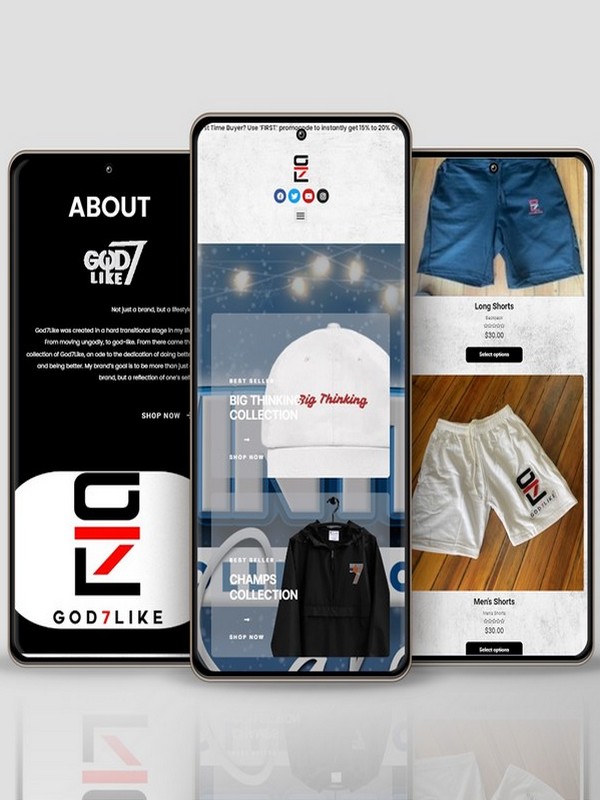 ABOUT
GOD7
LIKE
Not just a brand, but a lifestyle
God7Like was created in a hard transitional stage in my life
From moving ungodly, to god-like. From there came the
collection of God7Like, an ode to the dedication of doing better
and being better. My brand's goal is to be more than just
brand, but a reflection of one's self
SHOP NOW
GOD7LIKE
st Time Buyer? Use 'FIRST' promocode to instantly get 15% to 20% O
BEST SELLER
BIG THINKING
COLLECTION
SHOP NOW
Big Thinking
BEST SELLER
CHAMPS
COLLECTION
SHOP NOW
Long Shorts
$30.00
Select options
GOD7LIKE
Men's Shorts
Men's Shorts
$30.00
Select options